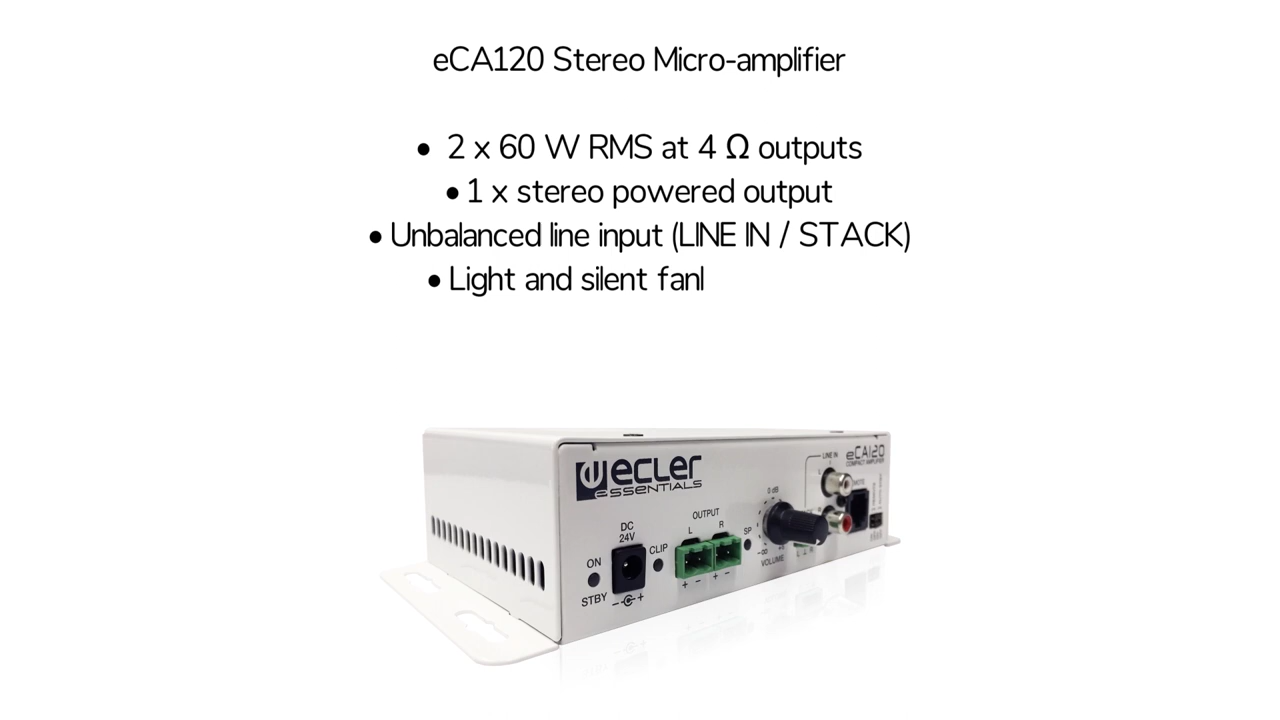 eCA120 Stereo Micro-amplifier
• 2 x 60 W RMS at 4 Ω outputs
• 1 x stereo powered output
• Unbalanced line input (LINE IN / STACK)
• Light and silent fanl
ecler
ESSENTIALS
eCA120
COMPACT AMPLIFIER
LINE IN
L
R
0 dB
-∞
VOLUME
OUTPUT
L R
+ - + -
SP
DC
24V
CLIP
ON
STBY
- +
L ⊥ R